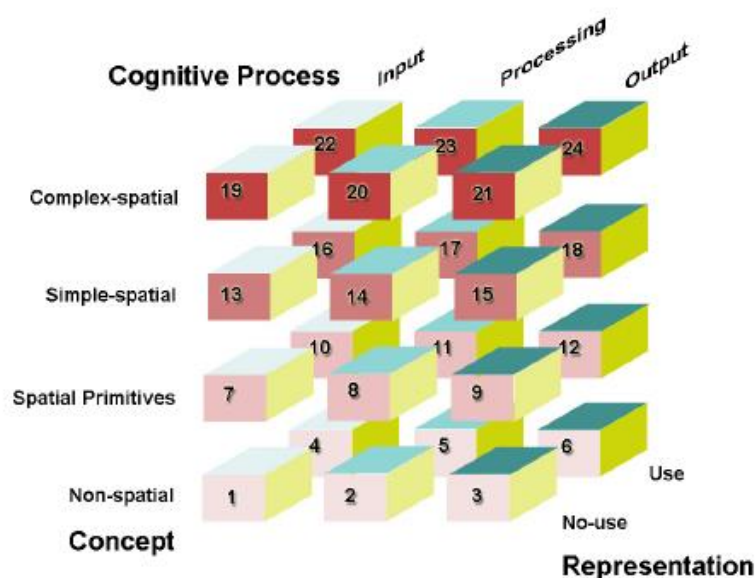 Cognitive Process
Input
Processing
Output
22 23 24
Complex-spatial
19 20 21
16 17 18
Simple-spatial
13 14 15
10 11 12
Spatial Primitives
7 8 9
4 5 6
Use
Non-spatial
1 2 3
No-use
Concept
Representation